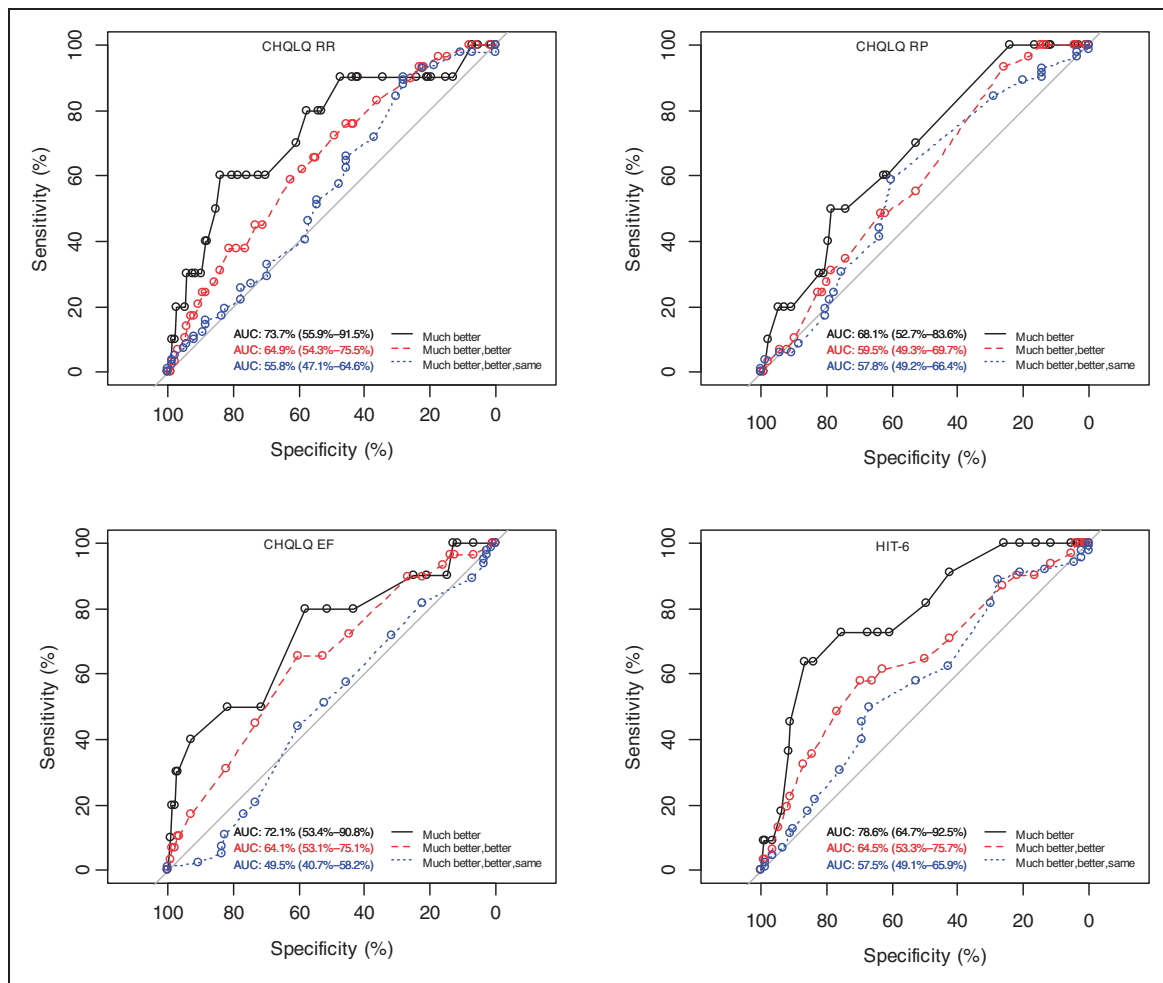 CHQLQ RR
Sensitivity (%)
100
80
60
40
20
0
AUC: 73.7% (55.9%–91.5%) Much better
AUC: 64.9% (54.3%–75.5%) Much better,better
AUC: 55.8% (47.1%–64.6%) Much better,better,same
100 80 60 40 20 0
Specificity (%)
CHQLQ RP
Sensitivity (%)
100
80
60
40
20
0
AUC: 68.1% (52.7%–83.6%) Much better
AUC: 59.5% (49.3%–69.7%) Much better,better
AUC: 57.8% (49.2%–66.4%) Much better,better,same
100 80 60 40 20 0
Specificity (%)
CHQLQ EF
Sensitivity (%)
100
80
60
40
20
0
AUC: 72.1% (53.4%–90.8%) Much better
AUC: 64.1% (53.1%–75.1%) Much better,better
AUC: 49.5% (40.7%–58.2%) Much better,better,same
100 80 60 40 20 0
Specificity (%)
HIT-6
Sensitivity (%)
100
80
60
40
20
0
AUC: 78.6% (64.7%–92.5%) Much better
AUC: 64.5% (53.3%–75.7%) Much better,better
AUC: 57.5% (49.1%–65.9%) Much better,better,same
100 80 60 40 20 0
Specificity (%)